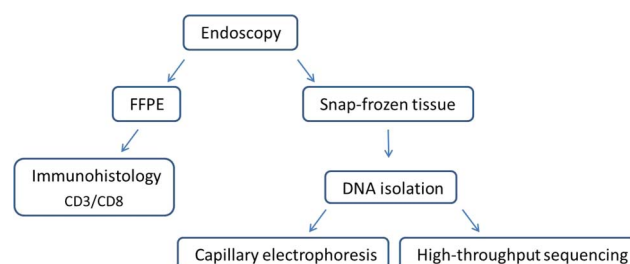 Endoscopy
FFPE
Snap-frozen tissue
Immunohistology
CD3/CD8
DNA isolation
Capillary electrophoresis
High-throughput sequencing